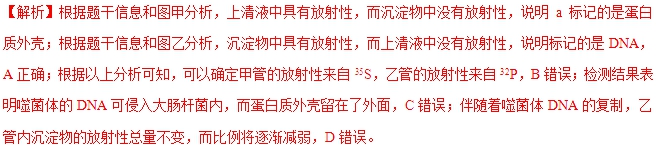 【解析】根据题干信息和图甲分析，上清液中具有放射性，而沉淀物中没有放射性，说明 a 标记的是蛋白
质外壳；根据题干信息和图乙分析，沉淀物中具有放射性，而上清液中没有放射性，说明标记的是 DNA，
A 正确；根据以上分析可知，可以确定甲管的放射性来自 ³⁵S，乙管的放射性来自 ³²P，B 错误；检测结果表
明噬菌体的 DNA 可侵入大肠杆菌内，而蛋白质外壳留在了外面，C 错误；伴随着噬菌体 DNA 的复制，乙
管内沉淀物的放射性总量不变，而比例将逐渐减弱，D 错误。